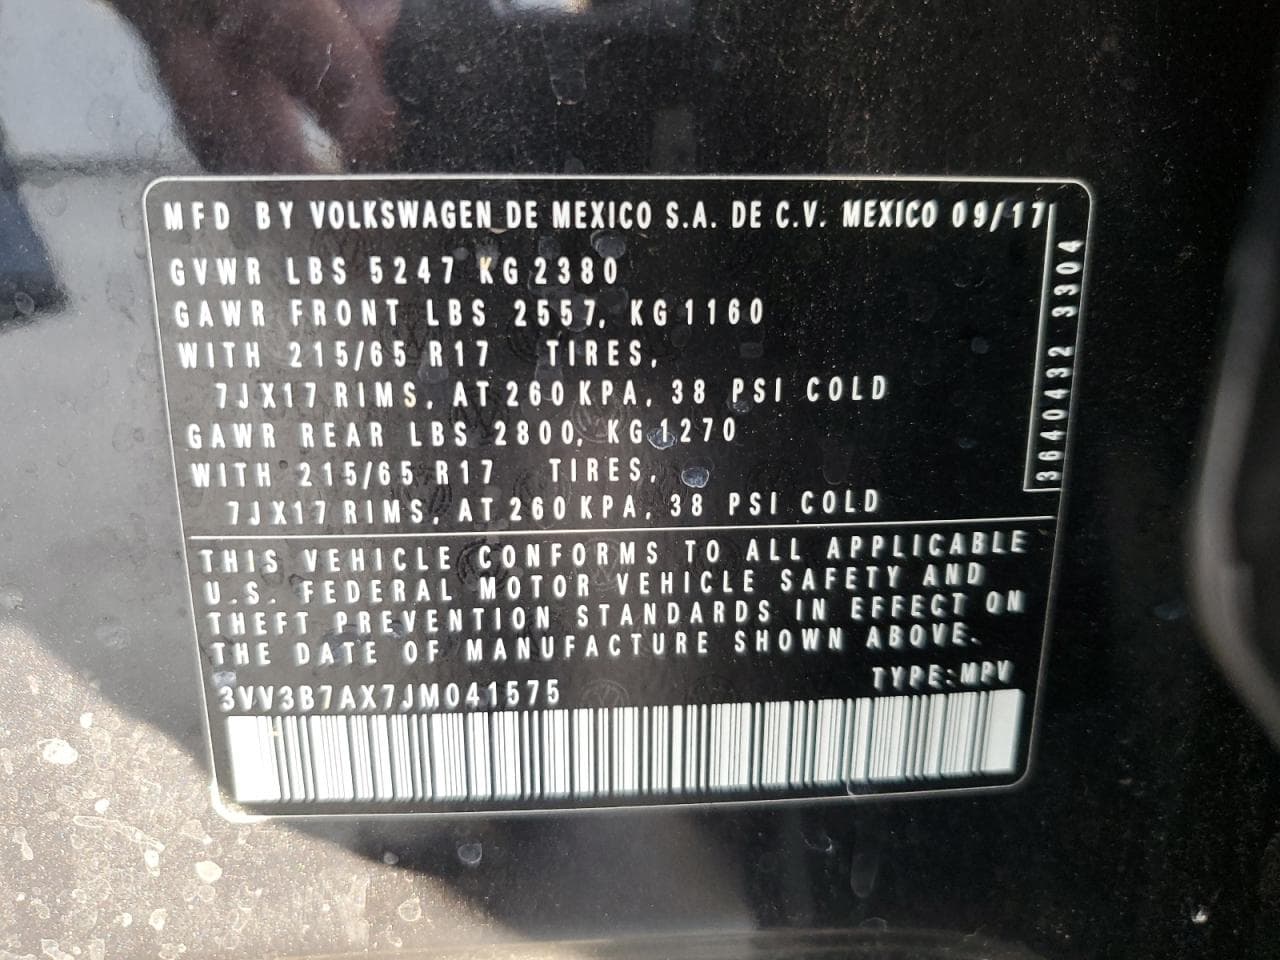 MFD BY VOLKSWAGEN DE MEXICO S.A. DE C.V. MEXICO 09/17
GVWR LBS 5247 KG 2380
GAWR FRONT LBS 2557, KG 1160
WITH 215/65 R17 TIRES,
7JX17 RIMS, AT 260 KPA, 38 PSI COLD
GAWR REAR LBS 2800, KG 1270
WITH 215/65 R17 TIRES,
7JX17 RIMS, AT 260 KPA, 38 PSI COLD
3640432 3304
THIS VEHICLE CONFORMS TO ALL APPLICABLE
U.S. FEDERAL MOTOR VEHICLE SAFETY AND
THEFT PREVENTION STANDARDS IN EFFECT ON
THE DATE OF MANUFACTURE SHOWN ABOVE.
3VV3B7AX7JM041575 TYPE:MPV